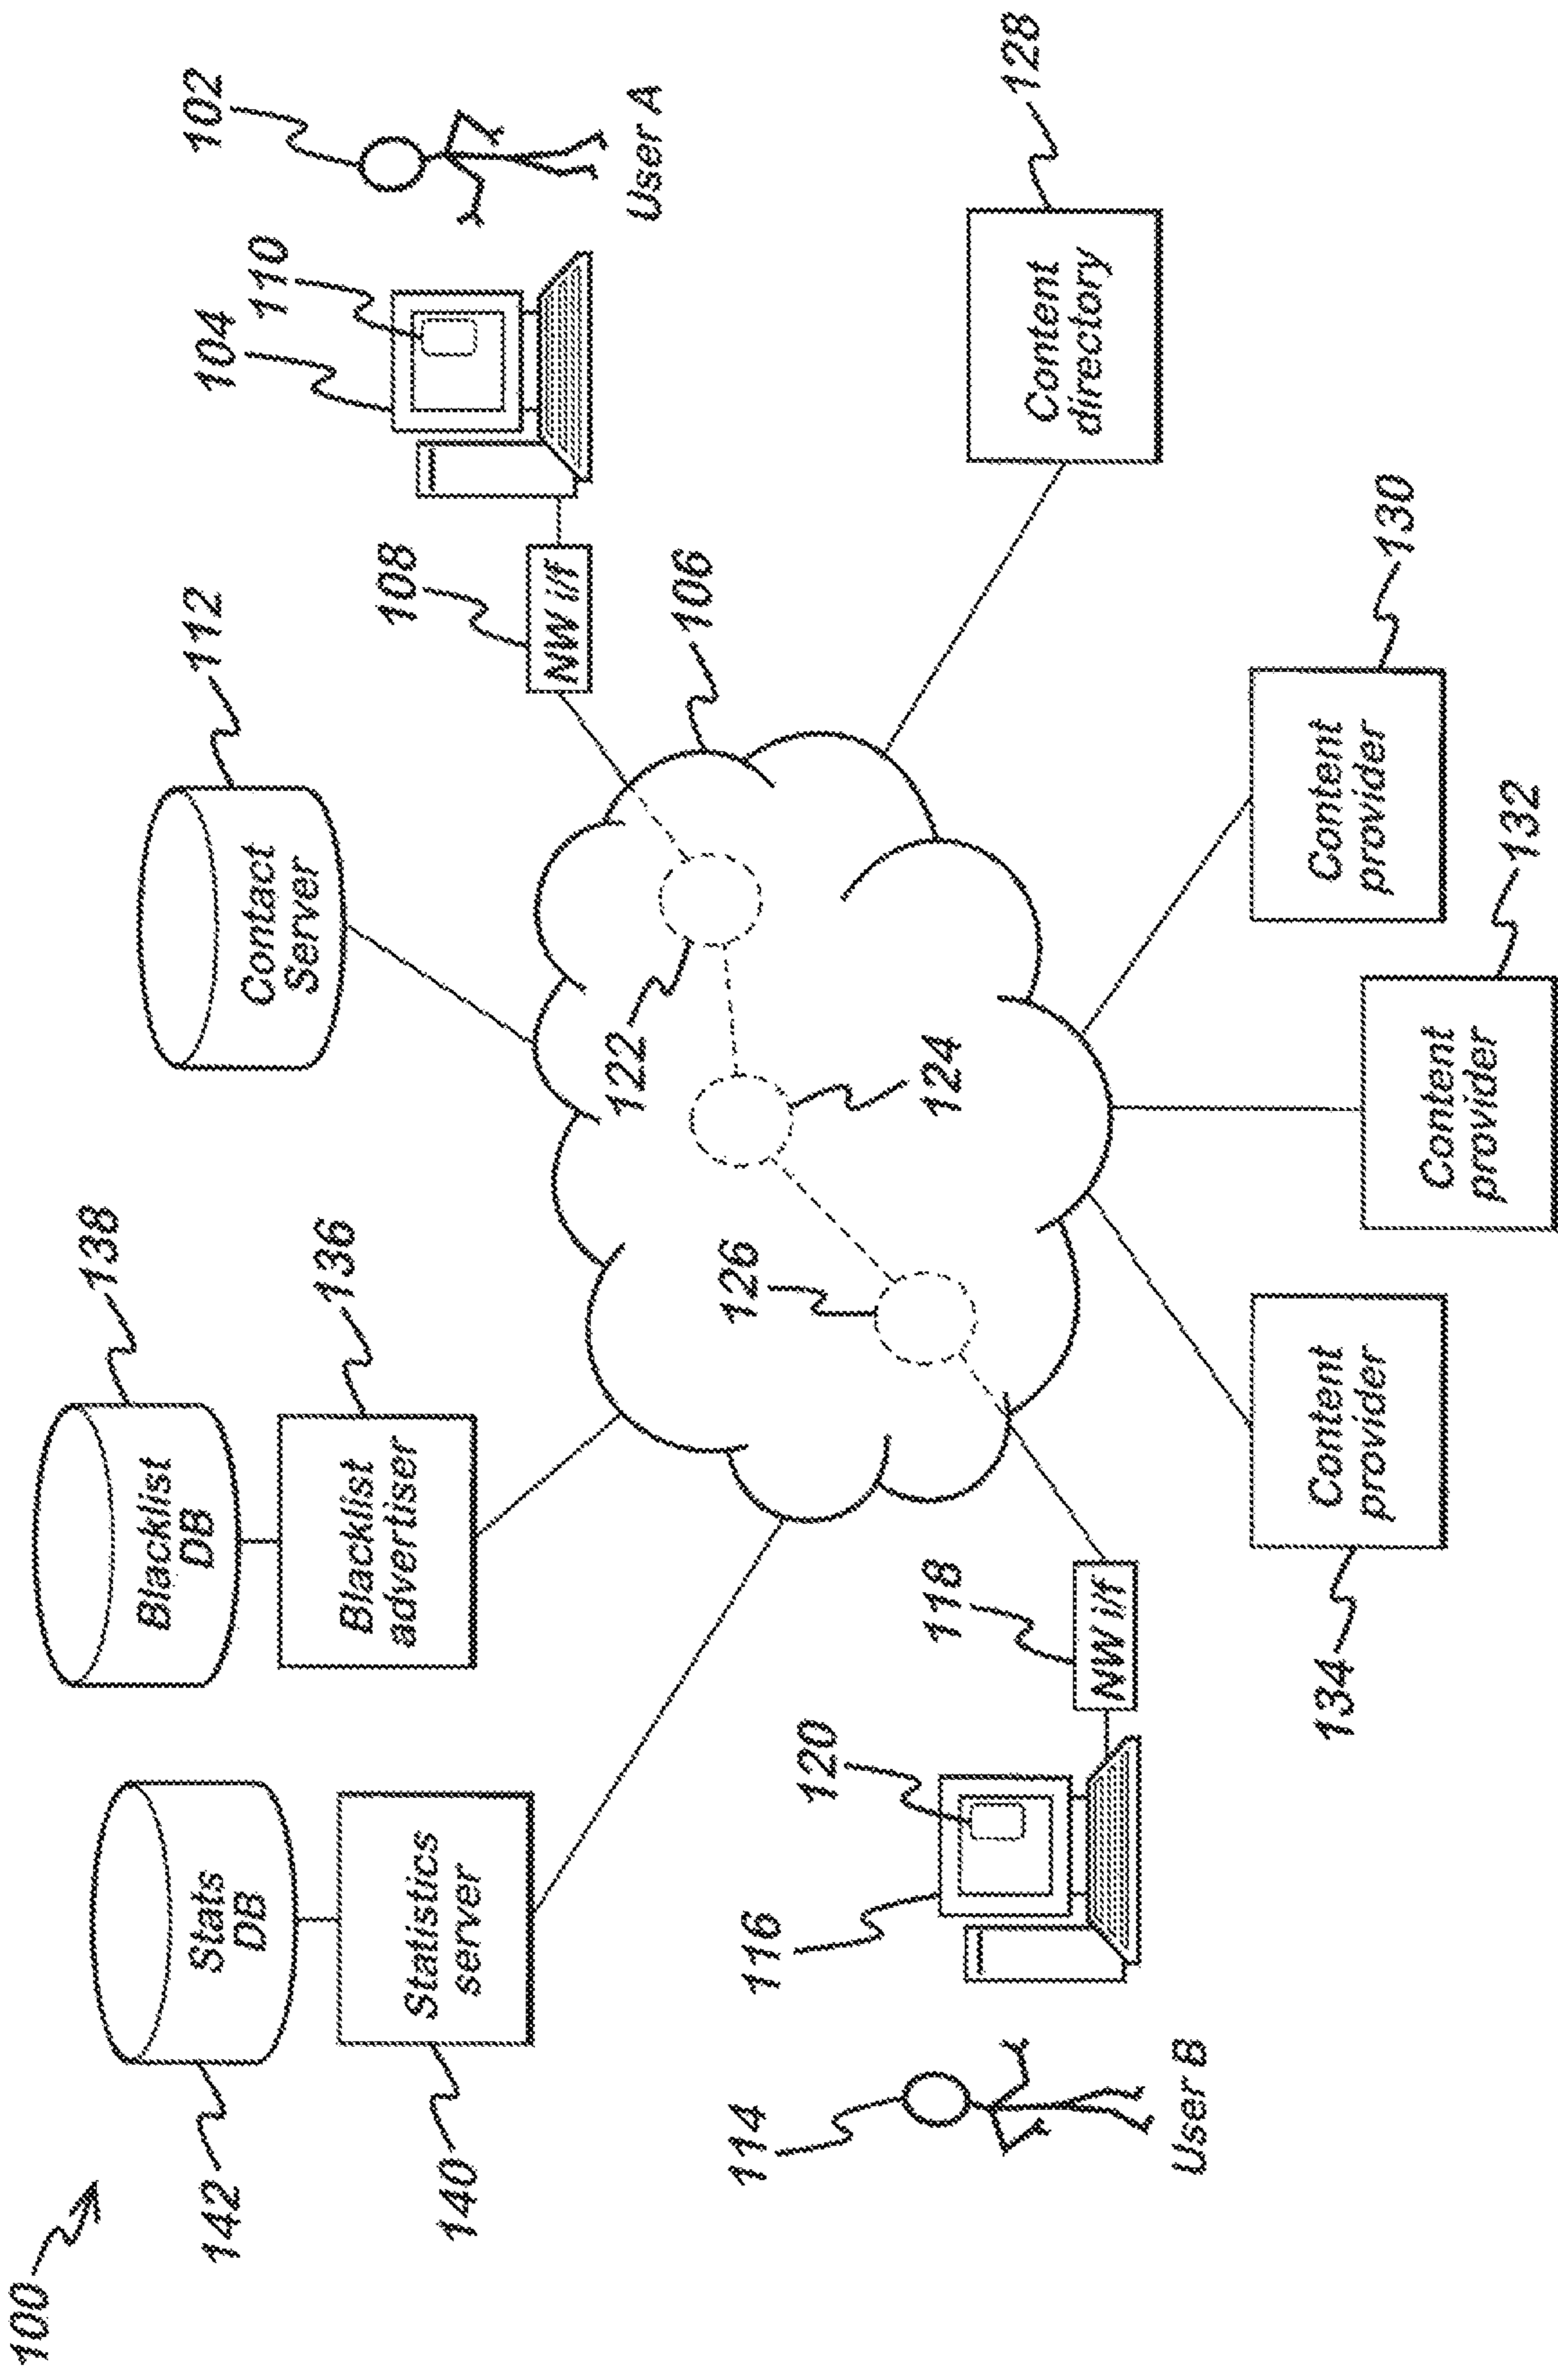 100
142
Stats
DB
140
Statistics
server
138
Blacklist
DB
136
Blacklist
advertiser
112
Contact
Server
102
User A
104
110
108
NW i/f
106
122
124
126
114
User B
116
120
118
NW i/f
134
Content
provider
132
Content
provider
130
Content
provider
128
Content
directory